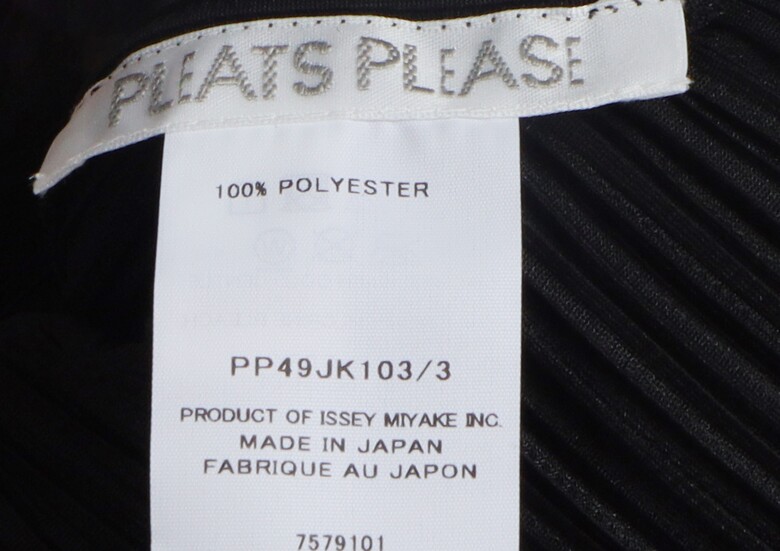 PLEATS PLEASE
100% POLYESTER
PP49JK103/3
PRODUCT OF ISSEY MIYAKE INC.
MADE IN JAPAN
FABRIQUE AU JAPON
7579101